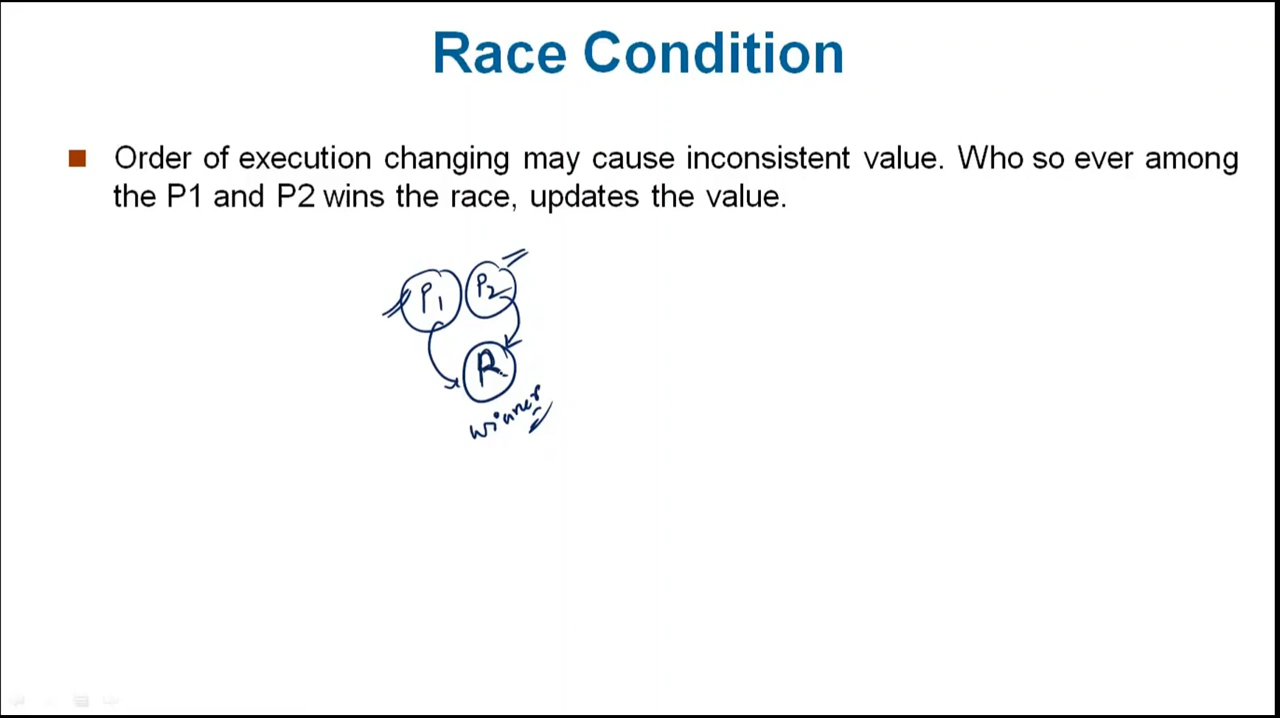 Race Condition
Order of execution changing may cause inconsistent value. Who so ever among
the P1 and P2 wins the race, updates the value.
P1 P2
R
winner